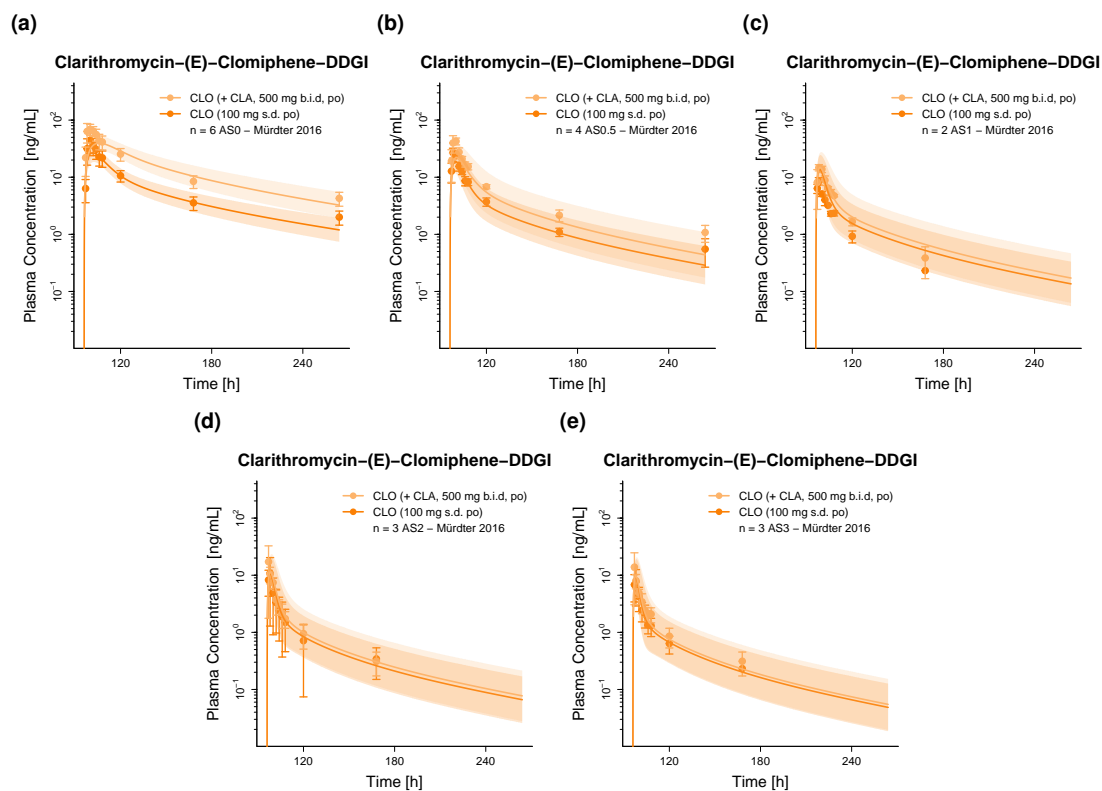 (a)
Clarithromycin−(E)−Clomiphene−DDGI
CLO (+ CLA, 500 mg b.i.d, po)
CLO (100 mg s.d. po)
n = 6 AS0 − Mürdter 2016
Plasma Concentration [ng/mL]
10²
10¹
10⁰
10⁻¹
120 180 240
Time [h]
(b)
Clarithromycin−(E)−Clomiphene−DDGI
CLO (+ CLA, 500 mg b.i.d, po)
CLO (100 mg s.d. po)
n = 4 AS0.5 − Mürdter 2016
Plasma Concentration [ng/mL]
10²
10¹
10⁰
10⁻¹
120 180 240
Time [h]
(c)
Clarithromycin−(E)−Clomiphene−DDGI
CLO (+ CLA, 500 mg b.i.d, po)
CLO (100 mg s.d. po)
n = 2 AS1 − Mürdter 2016
Plasma Concentration [ng/mL]
10²
10¹
10⁰
10⁻¹
120 180 240
Time [h]
(d)
Clarithromycin−(E)−Clomiphene−DDGI
CLO (+ CLA, 500 mg b.i.d, po)
CLO (100 mg s.d. po)
n = 3 AS2 − Mürdter 2016
Plasma Concentration [ng/mL]
10²
10¹
10⁰
10⁻¹
120 180 240
Time [h]
(e)
Clarithromycin−(E)−Clomiphene−DDGI
CLO (+ CLA, 500 mg b.i.d, po)
CLO (100 mg s.d. po)
n = 3 AS3 − Mürdter 2016
Plasma Concentration [ng/mL]
10²
10¹
10⁰
10⁻¹
120 180 240
Time [h]